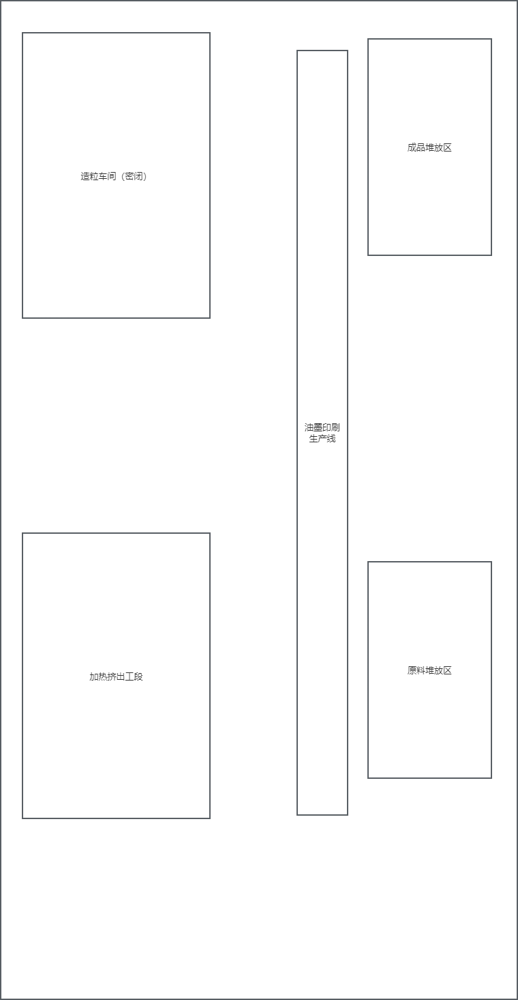 成品堆放区
造粒车间（密闭）
油墨印刷
生产线
原料堆放区
加热挤出工段